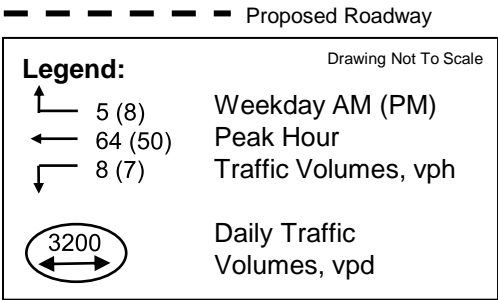 Proposed Roadway
Drawing Not To Scale
Legend:
5 (8)
64 (50)
8 (7)
Weekday AM (PM)
Peak Hour
Traffic Volumes, vph
3200
Daily Traffic
Volumes, vpd